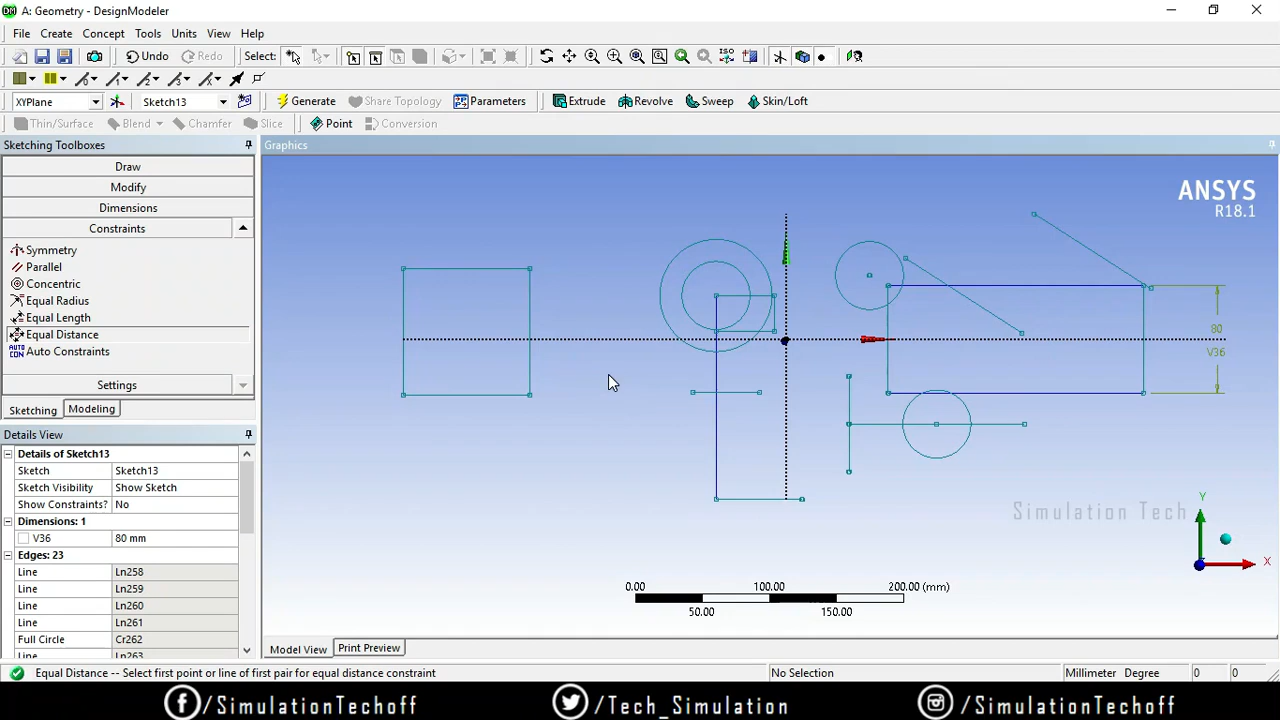 A: Geometry - DesignModeler
File Create Concept Tools Units View Help
Undo Redo Select:
XYPlane Sketch13 Generate Share Topology Parameters Extrude Revolve Sweep Skin/Loft
Thin/Surface Blend Chamfer Slice Point Conversion
Sketching Toolboxes
Draw
Modify
Dimensions
Constraints
Symmetry
Parallel
Concentric
Equal Radius
Equal Length
Equal Distance
AUTO CON Auto Constraints
Settings
Sketching Modeling
Details View
Details of Sketch13
Sketch Sketch13
Sketch Visibility Show Sketch
Show Constraints? No
Dimensions: 1
V36 80 mm
Edges: 23
Line Ln258
Line Ln259
Line Ln260
Line Ln261
Full Circle Cr262
Line Ln263
Graphics
ANSYS
R18.1
80
V36
Simulation Tech
Y
X
0.00 100.00 200.00 (mm)
50.00 150.00
Model View Print Preview
Equal Distance -- Select first point or line of first pair for equal distance constraint No Selection Millimeter Degree 0 0
/SimulationTechoff /Tech_Simulation /SimulationTechoff